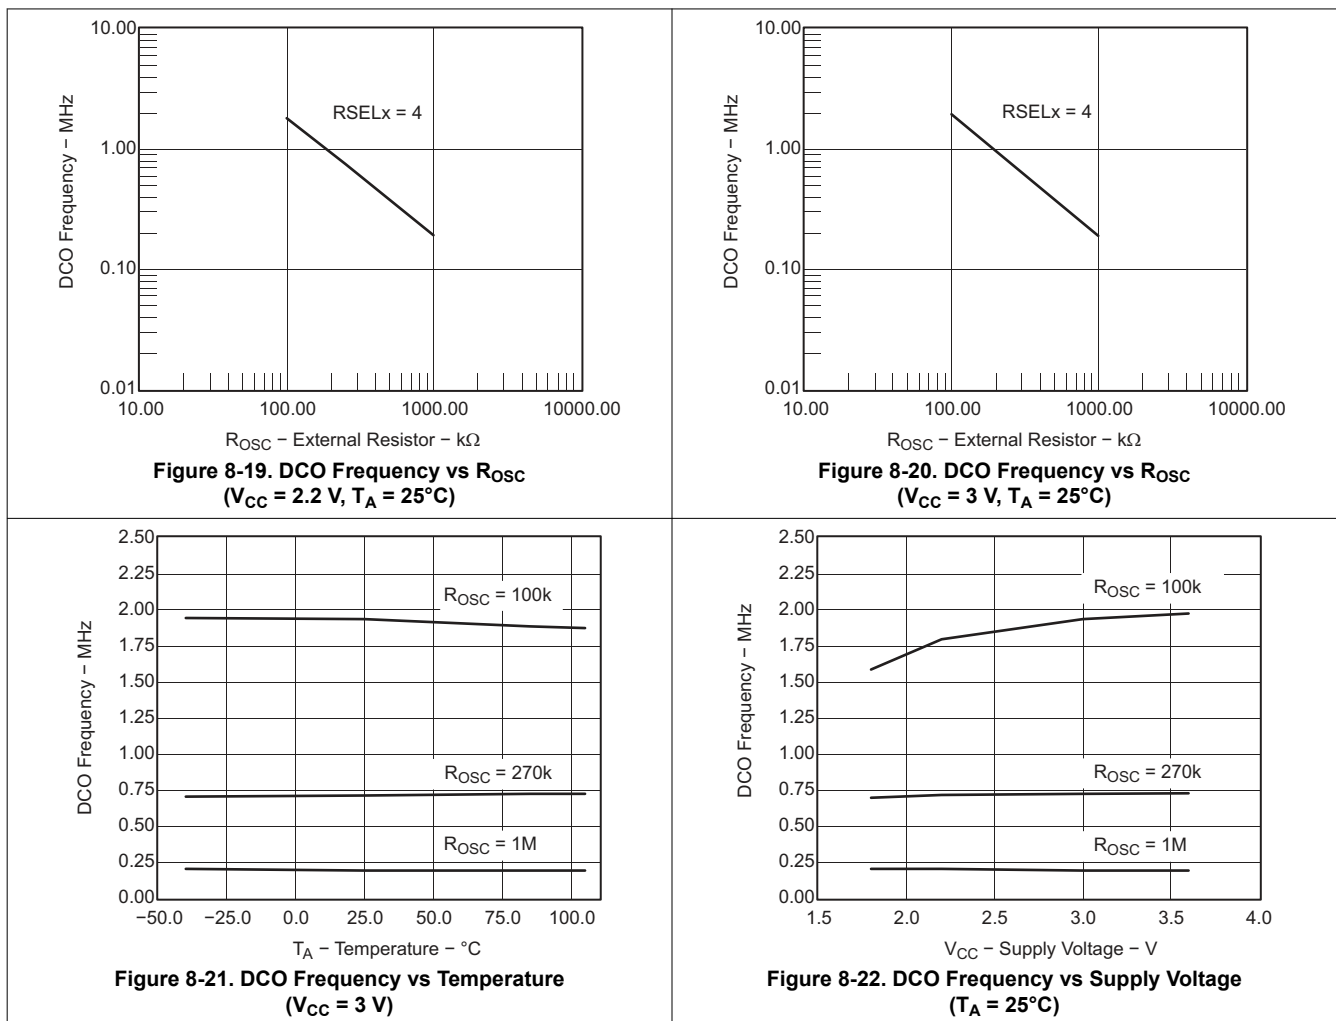 10.00
1.00
0.10
0.01
DCO Frequency – MHz
RSELx = 4
10.00 100.00 1000.00 10000.00
ROSC – External Resistor – kΩ
Figure 8-19. DCO Frequency vs ROSC
(VCC = 2.2 V, TA = 25°C)
10.00
1.00
0.10
0.01
DCO Frequency – MHz
RSELx = 4
10.00 100.00 1000.00 10000.00
ROSC – External Resistor – kΩ
Figure 8-20. DCO Frequency vs ROSC
(VCC = 3 V, TA = 25°C)
2.50
2.25
2.00
1.75
1.50
1.25
1.00
0.75
0.50
0.25
0.00
DCO Frequency – MHz
ROSC = 100k
ROSC = 270k
ROSC = 1M
−50.0 −25.0 0.0 25.0 50.0 75.0 100.0
TA – Temperature – °C
Figure 8-21. DCO Frequency vs Temperature
(VCC = 3 V)
2.50
2.25
2.00
1.75
1.50
1.25
1.00
0.75
0.50
0.25
0.00
DCO Frequency – MHz
ROSC = 100k
ROSC = 270k
ROSC = 1M
1.5 2.0 2.5 3.0 3.5 4.0
VCC – Supply Voltage – V
Figure 8-22. DCO Frequency vs Supply Voltage
(TA = 25°C)